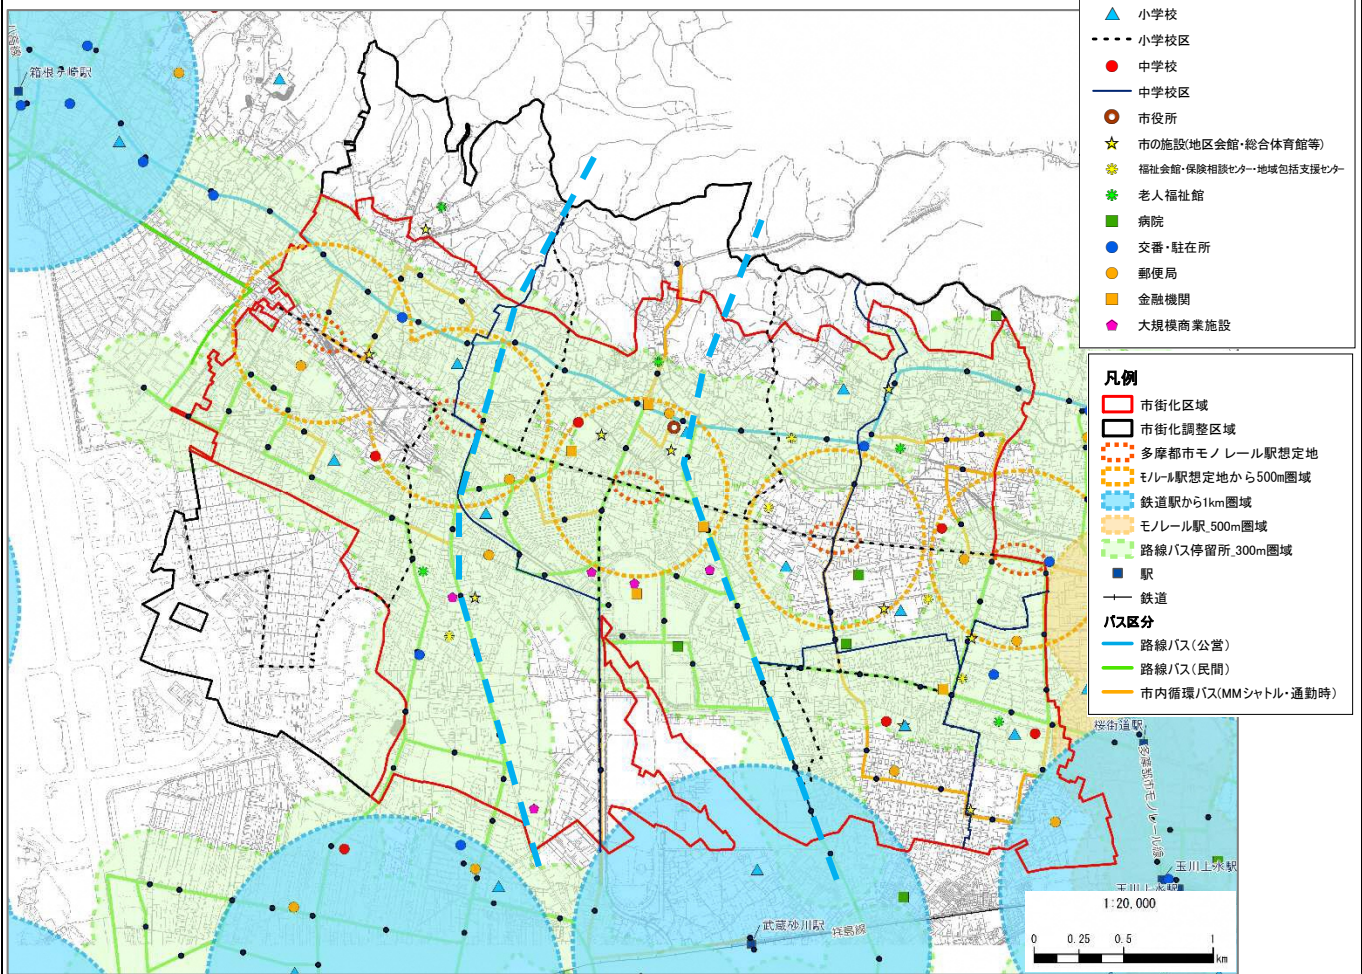 小学校
小学校区
中学校
中学校区
市役所
市の施設(地区会館・総合体育館等)
福祉会館・保険相談センター・地域包括支援センター
老人福祉館
病院
交番・駐在所
郵便局
金融機関
大規模商業施設
凡例
市街化区域
市街化調整区域
多摩都市モノレール駅想定地
モノレール駅想定地から500m圏域
鉄道駅から1km圏域
モノレール駅_500m圏域
路線バス停留所_300m圏域
駅
鉄道
バス区分
路線バス(公営)
路線バス(民間)
市内循環バス(MMシャトル・通勤時)
箱根ヶ崎駅
桜街道駅
多摩都市モノレール線
玉川上水駅
玉川上水駅
武蔵砂川駅
拝島線
1:20,000
0 0.25 0.5 1
km